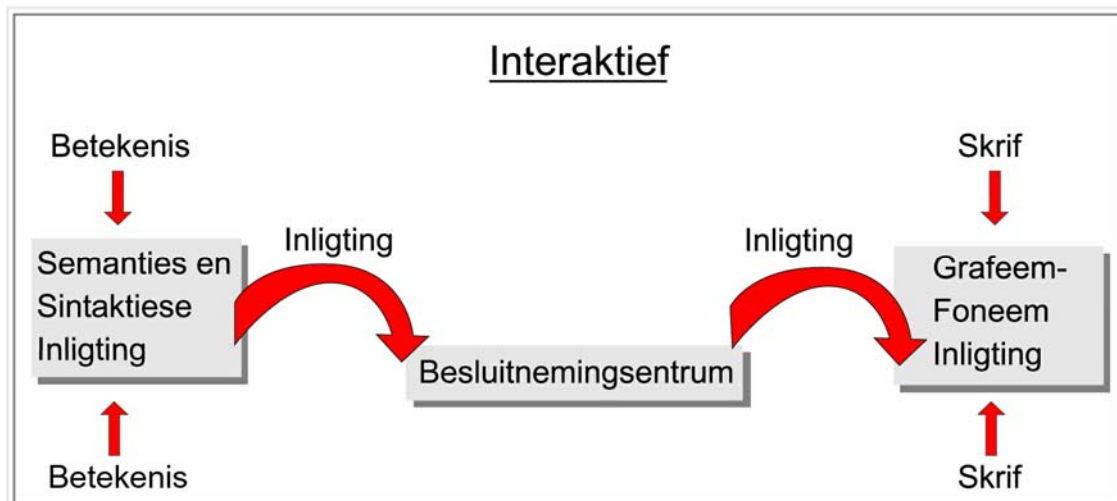 Interaktief
Betekenis
Skrif
Inligting
Inligting
Semanties en
Sintaktiese
Inligting
Grafeem-
Foneem
Inligting
Besluitnemingsentrum
Betekenis
Skrif